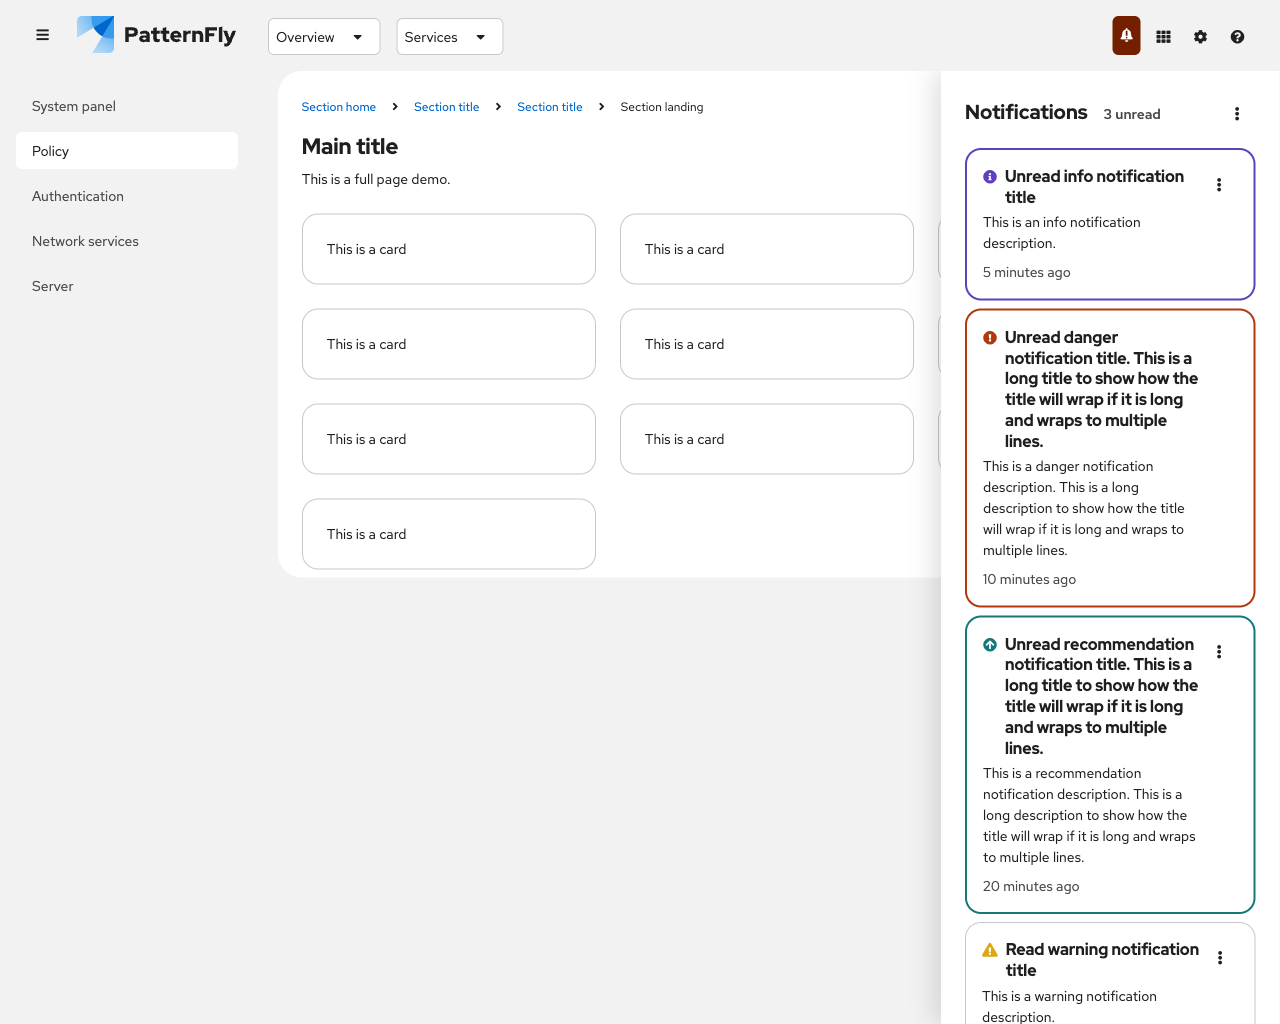 PatternFly
Overview
Services
System panel
Policy
Authentication
Network services
Server
Section home
Section title
Section title
Section landing
Main title
This is a full page demo.
This is a card
This is a card
This is a card
This is a card
This is a card
This is a card
This is a card
Notifications
3 unread
Unread info notification
title
This is an info notification
description.
5 minutes ago
Unread danger
notification title. This is a
long title to show how the
title will wrap if it is long
and wraps to multiple
lines.
This is a danger notification
description. This is a long
description to show how the title
will wrap if it is long and wraps to
multiple lines.
10 minutes ago
Unread recommendation
notification title. This is a
long title to show how the
title will wrap if it is long
and wraps to multiple
lines.
This is a recommendation
notification description. This is a
long description to show how the
title will wrap if it is long and wraps
to multiple lines.
20 minutes ago
Read warning notification
title
This is a warning notification
description.